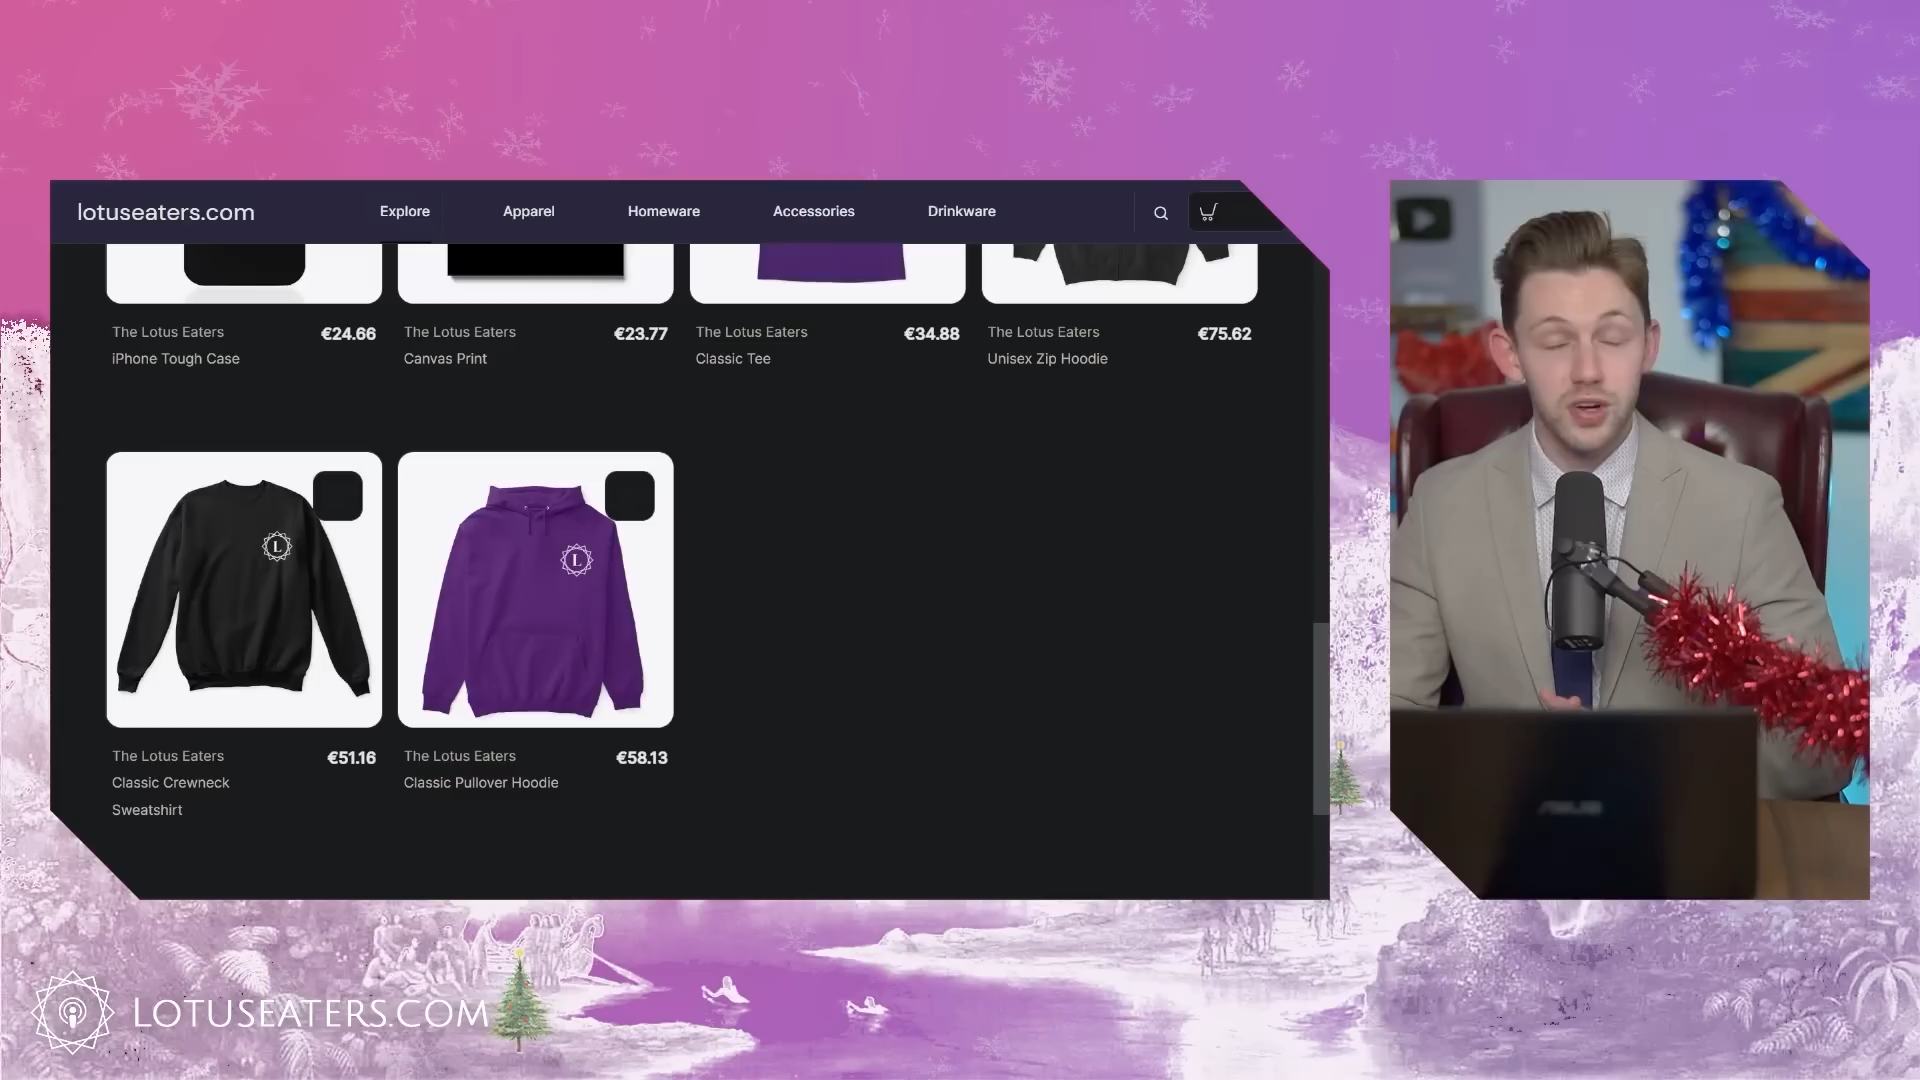 lotuseaters.com
Explore
Apparel
Homeware
Accessories
Drinkware
The Lotus Eaters €24.66
iPhone Tough Case
The Lotus Eaters €23.77
Canvas Print
The Lotus Eaters €34.88
Classic Tee
The Lotus Eaters €75.62
Unisex Zip Hoodie
L
L
The Lotus Eaters €51.16
Classic Crewneck
Sweatshirt
The Lotus Eaters €58.13
Classic Pullover Hoodie
ASUS
LOTUSEATERS.COM